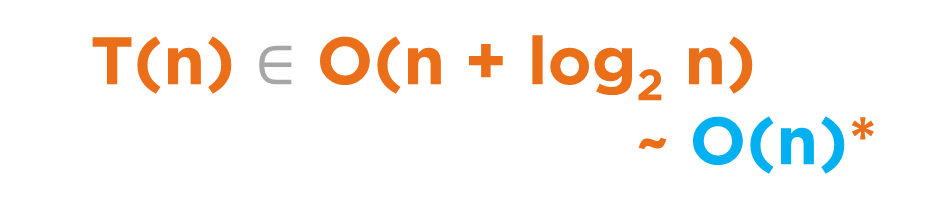 T(n) ∈ O(n + log₂ n)
~ O(n)*